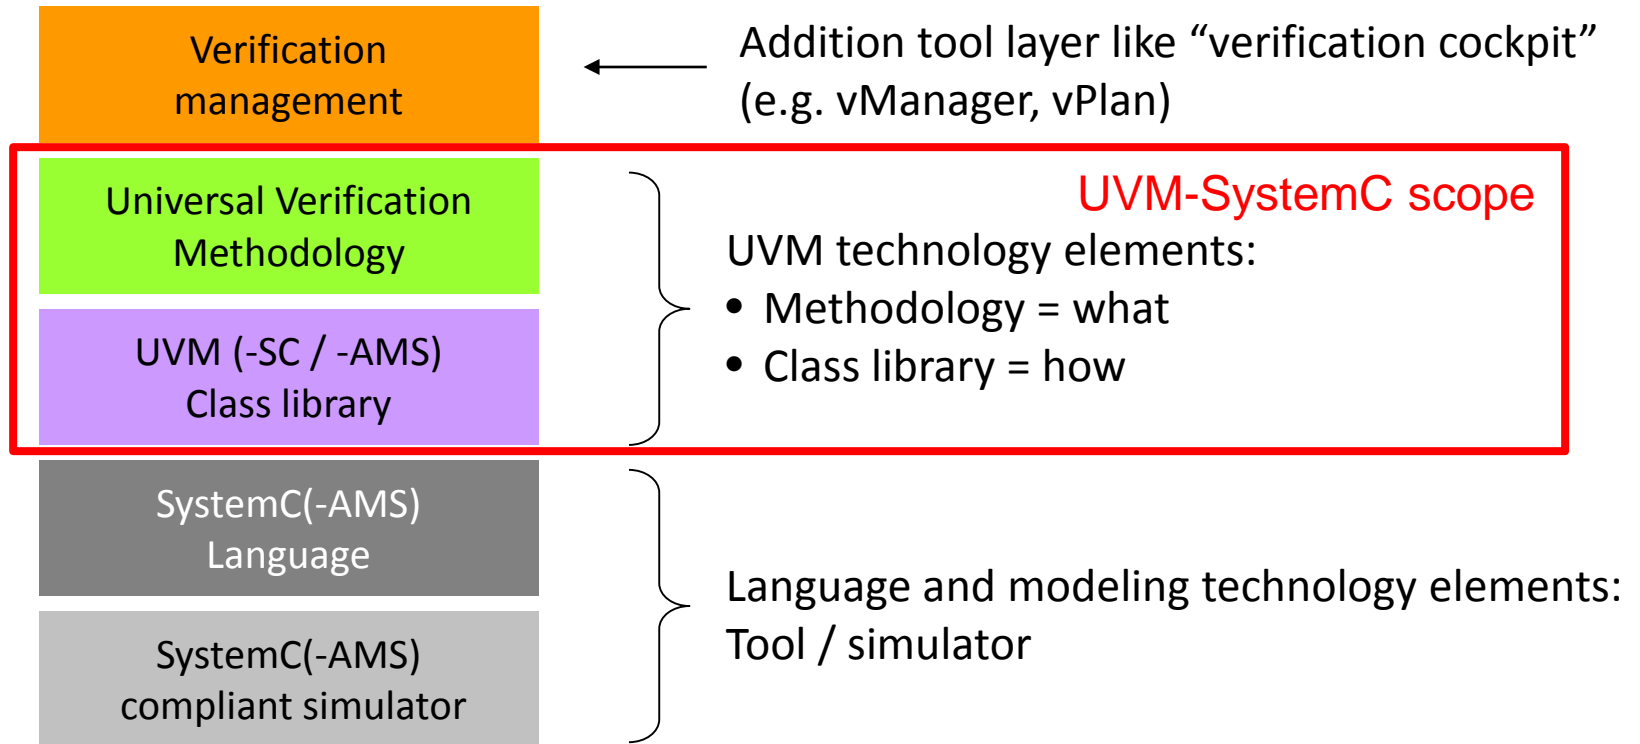 Verification
management
Addition tool layer like “verification cockpit”
(e.g. vManager, vPlan)
Universal Verification
Methodology
UVM (-SC / -AMS)
Class library
UVM-SystemC scope
UVM technology elements:
• Methodology = what
• Class library = how
SystemC(-AMS)
Language
SystemC(-AMS)
compliant simulator
Language and modeling technology elements:
Tool / simulator